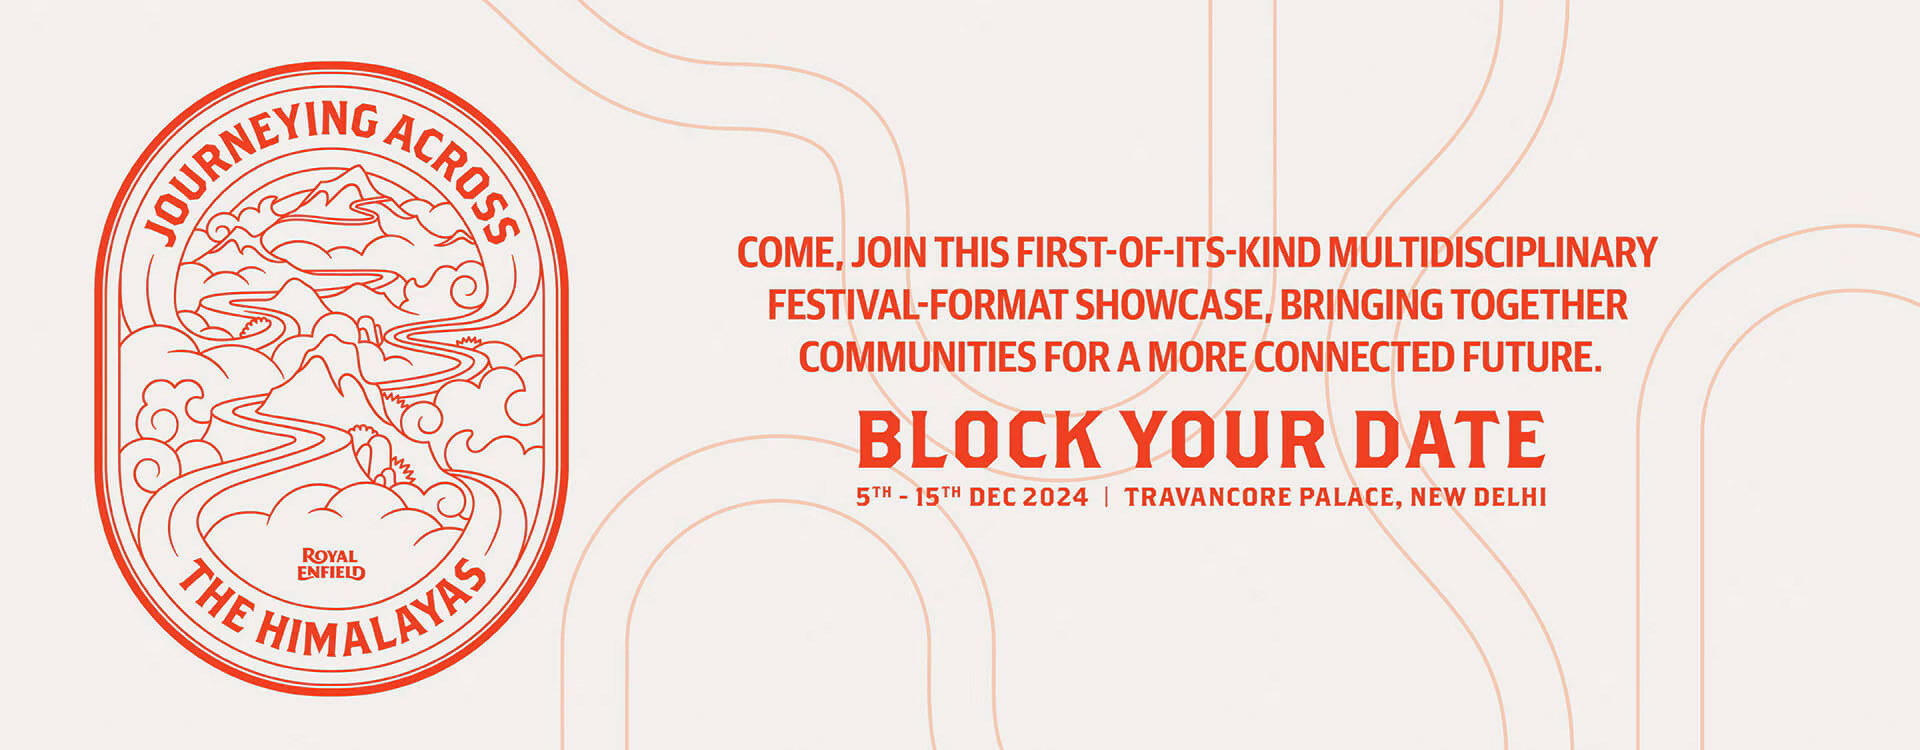 JOURNEYING ACROSS
ROYAL
ENFIELD
THE HIMALAYAS
COME, JOIN THIS FIRST-OF-ITS-KIND MULTIDISCIPLINARY
FESTIVAL-FORMAT SHOWCASE, BRINGING TOGETHER
COMMUNITIES FOR A MORE CONNECTED FUTURE.
BLOCK YOUR DATE
5TH - 15TH DEC 2024 | TRAVANCORE PALACE, NEW DELHI